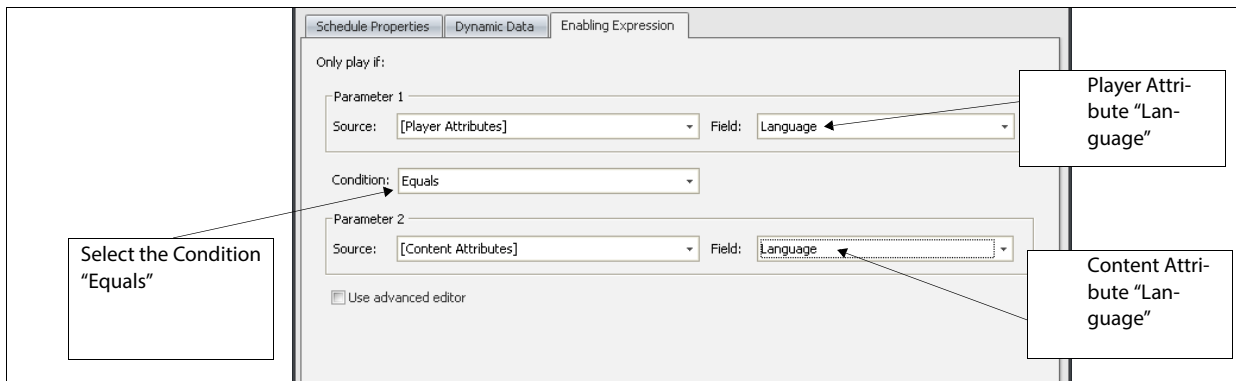 Schedule Properties Dynamic Data Enabling Expression
Only play if:
Parameter 1
Source: [Player Attributes] Field: Language
Condition: Equals
Parameter 2
Source: [Content Attributes] Field: Language
Use advanced editor
Player Attri-
bute “Lan-
guage”
Select the Condition
“Equals”
Content Attri-
bute “Lan-
guage”